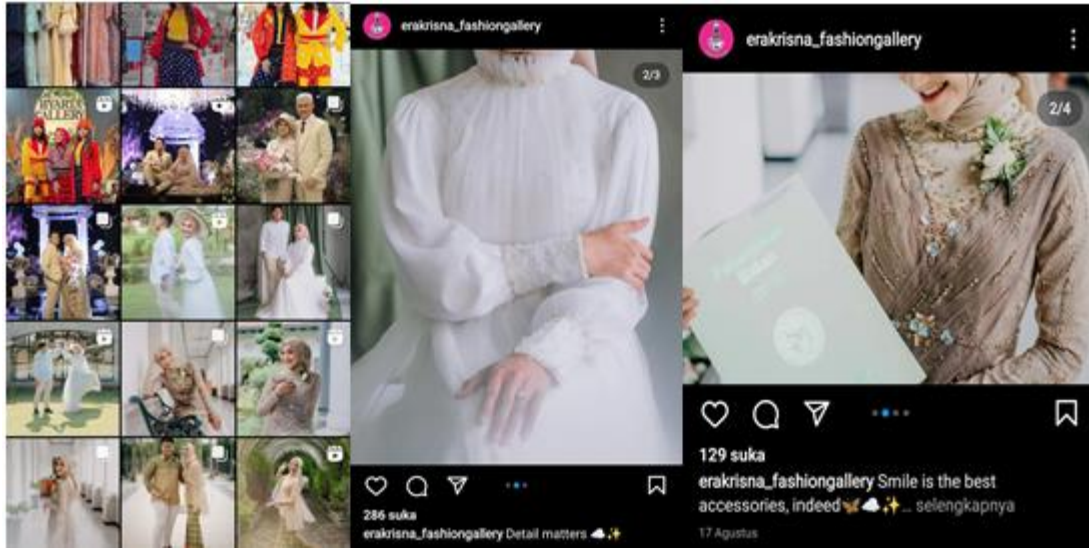 GALLERY
erakrisna_fashiongallery
2/3
286 suka
erakrisna_fashiongallery Detail matters ☁️✨
erakrisna_fashiongallery
2/4
129 suka
erakrisna_fashiongallery Smile is the best
accessories, indeed🦋☁️✨... selengkapnya
17 Agustus